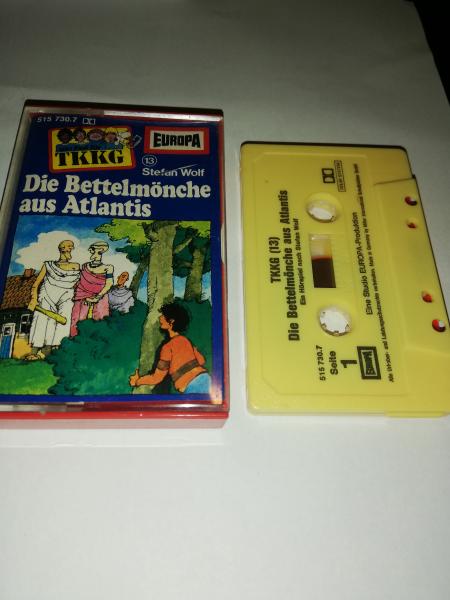 515 730.7
TKKG
EUROPA
13
Stefan Wolf
Die Bettelmönche
aus Atlantis
TKKG (13)
Die Bettelmönche aus Atlantis
Ein Hörspiel nach Stefan Wolf
515 730.7
Seite 1
EUROPA
Eine Studio EUROPA-Produktion